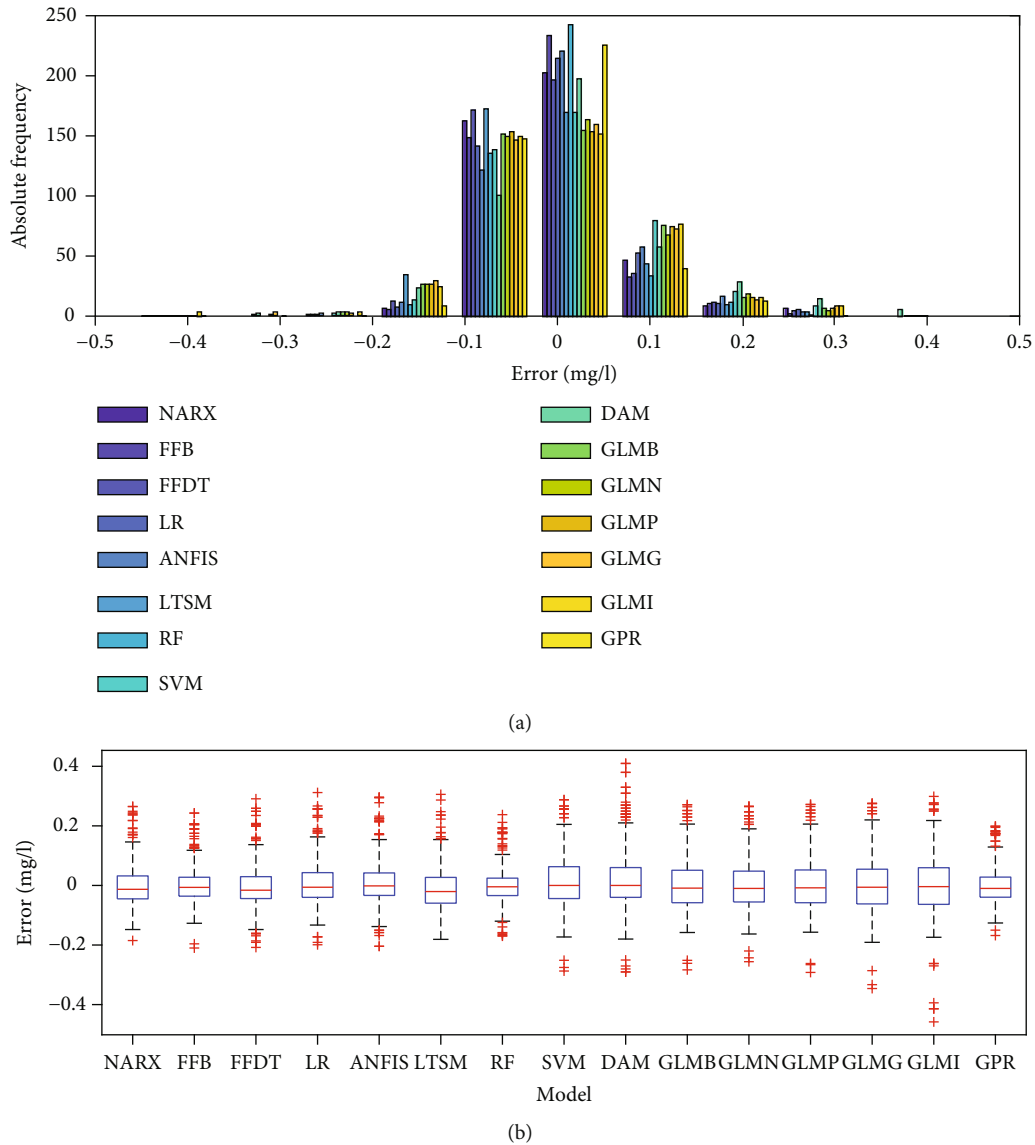 250
200
150
100
50
0
Absolute frequency
−0.5 −0.4 −0.3 −0.2 −0.1 0 0.1 0.2 0.3 0.4 0.5
Error (mg/l)
NARX
FFB
FFDT
LR
ANFIS
LTSM
RF
SVM
DAM
GLMB
GLMN
GLMP
GLMG
GLMI
GPR
(a)
0.4
0.2
0
−0.2
−0.4
Error (mg/l)
NARX FFB FFDT LR ANFIS LTSM RF SVM DAM GLMB GLMN GLMP GLMG GLMI GPR
Model
(b)